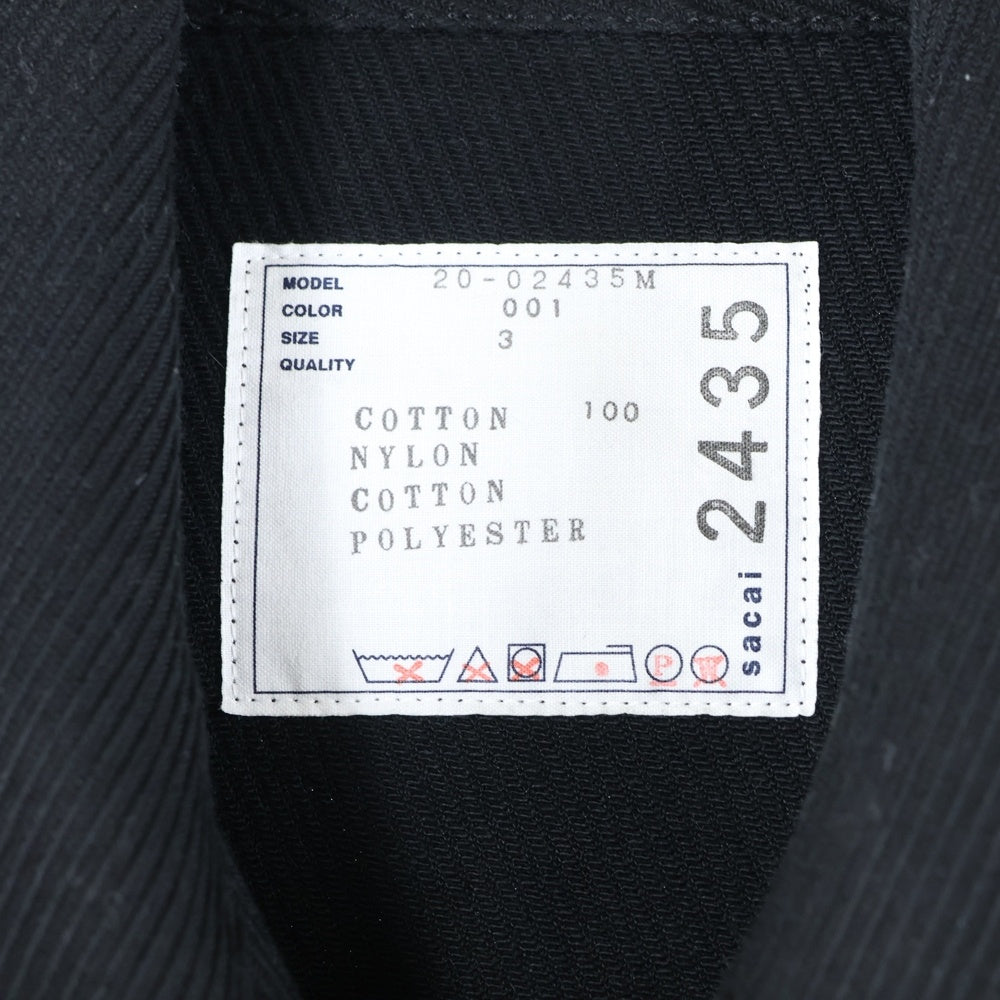 MODEL 20-02435M
COLOR 001
SIZE 3
QUALITY
COTTON 100
NYLON
COTTON
POLYESTER
P
sacai 2435